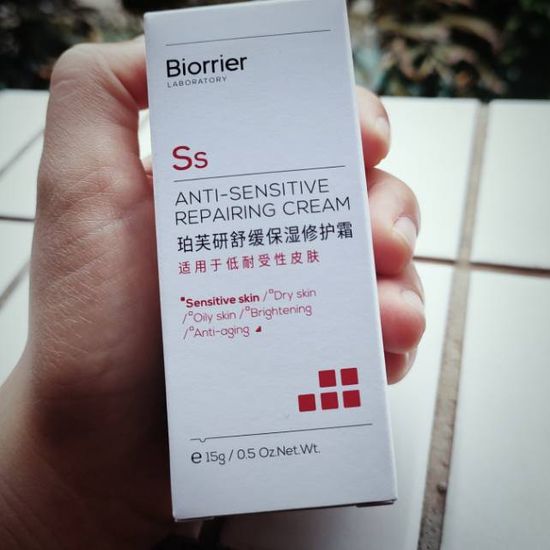 Biorrier
LABORATORY
Ss
ANTI-SENSITIVE
REPAIRING CREAM
珀芙研舒缓保湿修护霜
适用于低耐受性皮肤
Sensitive skin / Dry skin
/ Oily skin / Brightening
/ Anti-aging
e 15g / 0.5 Oz.Net.Wt.